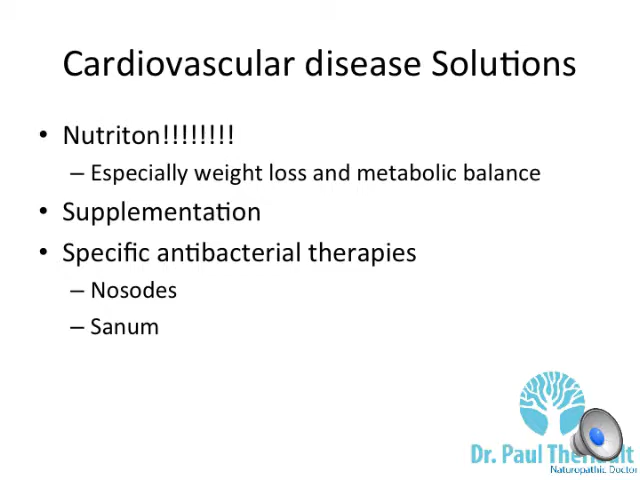 Cardiovascular disease Solutions
• Nutriton!!!!!!!!
– Especially weight loss and metabolic balance
• Supplementation
• Specific antibacterial therapies
– Nosodes
– Sanum
Dr. Paul Theriault
Naturopathic Doctor